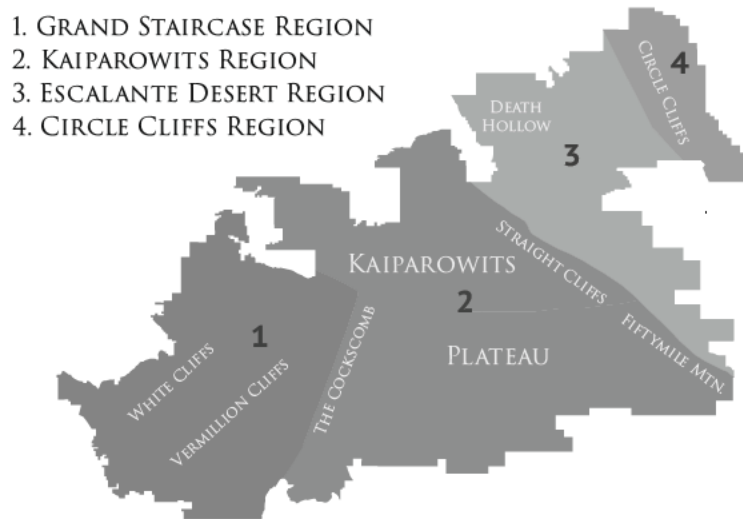 1. Grand Staircase Region
2. Kaiparowits Region
3. Escalante Desert Region
4. Circle Cliffs Region
Circle Cliffs
4
Death
Hollow
3
Straight Cliffs
Kaiparowits
2
Fiftymile Mtn.
Plateau
1
The Cockscomb
White Cliffs
Vermillion Cliffs